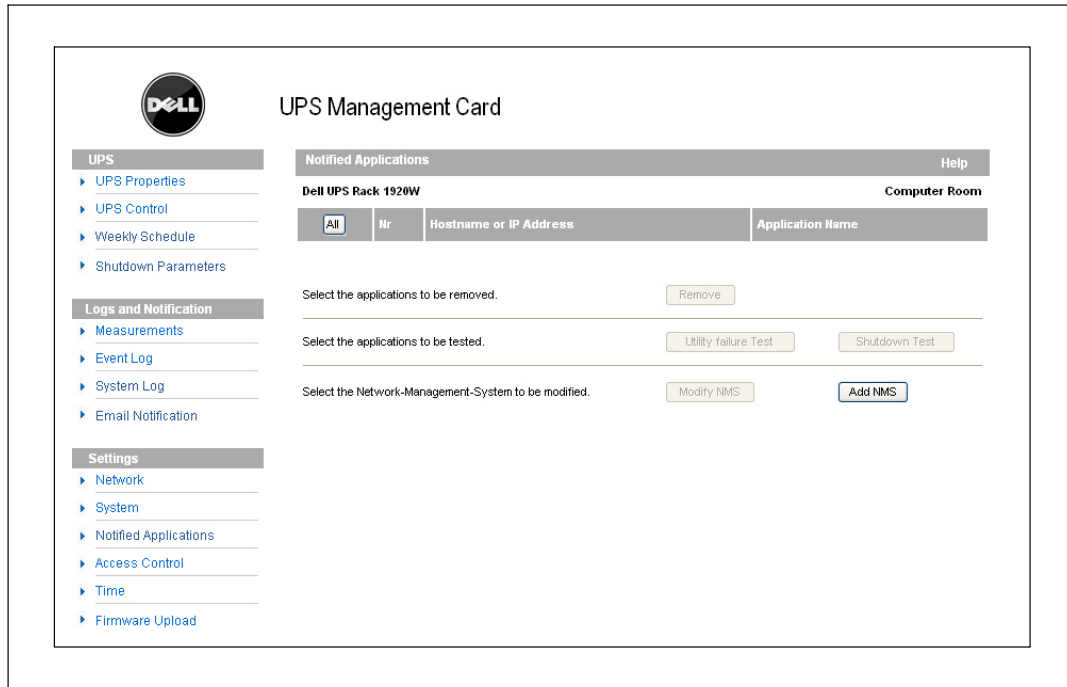 DELL
UPS Management Card
UPS
UPS Properties
UPS Control
Weekly Schedule
Shutdown Parameters
Logs and Notification
Measurements
Event Log
System Log
Email Notification
Settings
Network
System
Notified Applications
Access Control
Time
Firmware Upload
Notified Applications Help
Dell UPS Rack 1920W Computer Room
All Nr Hostname or IP Address Application Name
Select the applications to be removed. Remove
Select the applications to be tested. Utility failure Test Shutdown Test
Select the Network-Management-System to be modified. Modify NMS Add NMS